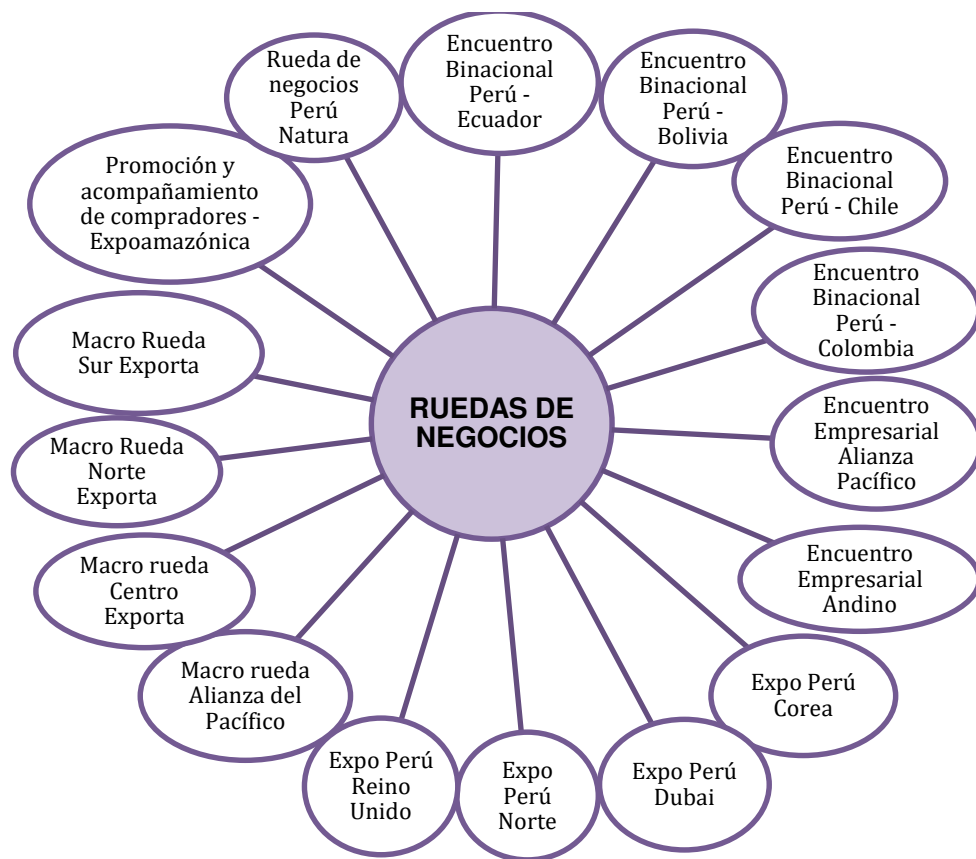 RUEDAS DE
NEGOCIOS
Encuentro
Binacional
Perú -
Ecuador
Encuentro
Binacional
Perú -
Bolivia
Encuentro
Binacional
Perú - Chile
Encuentro
Binacional
Perú -
Colombia
Encuentro
Empresarial
Alianza
Pacífico
Encuentro
Empresarial
Andino
Expo Perú
Corea
Expo Perú
Dubai
Expo
Perú
Norte
Expo Perú
Reino
Unido
Macro rueda
Alianza del
Pacífico
Macro rueda
Centro
Exporta
Macro Rueda
Norte
Exporta
Macro Rueda
Sur Exporta
Promoción y
acompañamiento
de compradores -
Expoamazónica
Rueda de
negocios
Perú
Natura